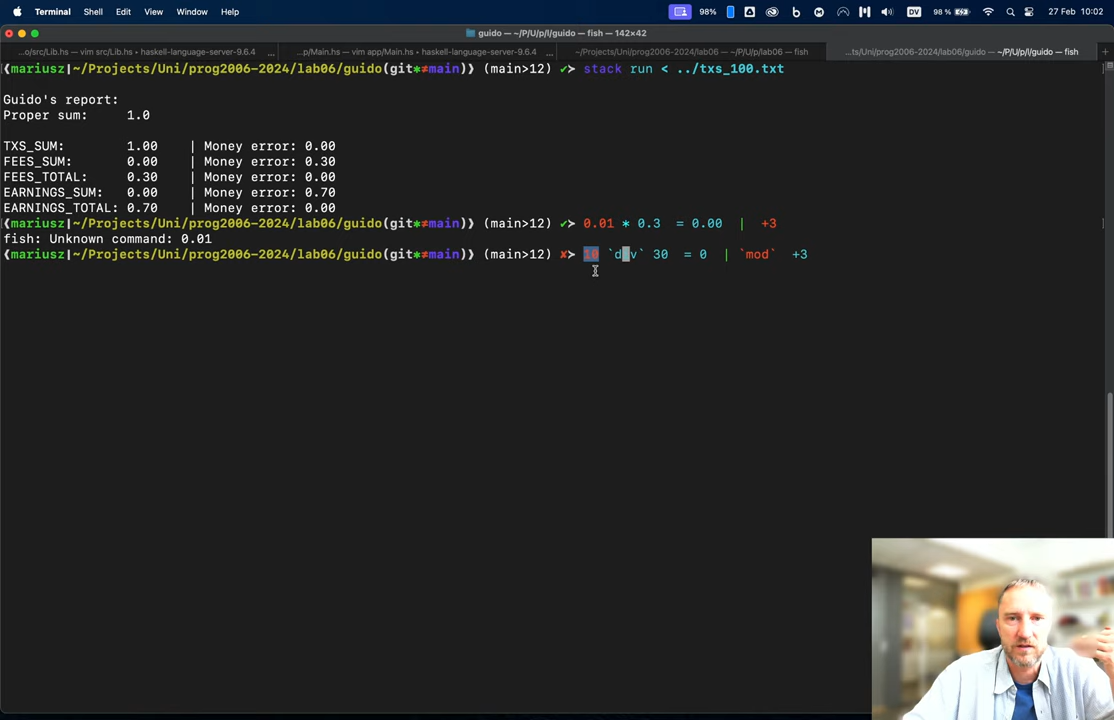 Terminal Shell Edit View Window Help 98% DV 98 % 27 Feb 10:02
guido — ~/P/U/p/l/guido — fish — 142×42
...o/src/Lib.hs — vim src/Lib.hs • haskell-language-server-9.6.4 ... ...p/Main.hs — vim app/Main.hs • haskell-language-server-9.6.4 ... ~/Projects/Uni/prog2006-2024/lab06 — ~/P/U/p/lab06 — fish ...ts/Uni/prog2006-2024/lab06/guido — ~/P/U/p/l/guido — fish
(mariusz|~/Projects/Uni/prog2006-2024/lab06/guido(git*≠main)) (main>12) ✔> stack run < ../txs_100.txt
Guido's report:
Proper sum: 1.0
TXS_SUM: 1.00 | Money error: 0.00
FEES_SUM: 0.00 | Money error: 0.30
FEES_TOTAL: 0.30 | Money error: 0.00
EARNINGS_SUM: 0.00 | Money error: 0.70
EARNINGS_TOTAL: 0.70 | Money error: 0.00
(mariusz|~/Projects/Uni/prog2006-2024/lab06/guido(git*≠main)) (main>12) ✔> 0.01 * 0.3 = 0.00 | +3
fish: Unknown command: 0.01
(mariusz|~/Projects/Uni/prog2006-2024/lab06/guido(git*≠main)) (main>12) ✘> 10 `div` 30 = 0 | `mod` +3